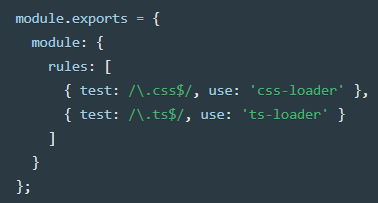 module.exports = {
  module: {
    rules: [
      { test: /\.css$/, use: 'css-loader' },
      { test: /\.ts$/, use: 'ts-loader' }
    ]
  }
};